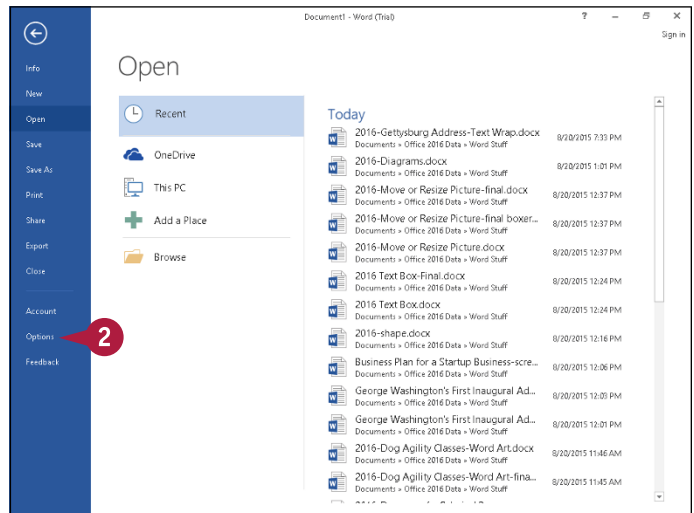 Document1 - Word (Trial)
?
Sign in
Info
New
Open
Save
Save As
Print
Share
Export
Close
Account
Options
Feedback
2
Open
Recent
OneDrive
This PC
Add a Place
Browse
Today
2016-Gettysburg Address-Text Wrap.docx
Documents » Office 2016 Data » Word Stuff
8/20/2015 7:33 PM
2016-Diagrams.docx
Documents » Office 2016 Data » Word Stuff
8/20/2015 1:01 PM
2016-Move or Resize Picture-final.docx
Documents » Office 2016 Data » Word Stuff
8/20/2015 12:37 PM
2016-Move or Resize Picture-final boxer...
Documents » Office 2016 Data » Word Stuff
8/20/2015 12:37 PM
2016-Move or Resize Picture.docx
Documents » Office 2016 Data » Word Stuff
8/20/2015 12:37 PM
2016 Text Box-Final.docx
Documents » Office 2016 Data » Word Stuff
8/20/2015 12:24 PM
2016 Text Box.docx
Documents » Office 2016 Data » Word Stuff
8/20/2015 12:24 PM
2016-shape.docx
Documents » Office 2016 Data » Word Stuff
8/20/2015 12:16 PM
Business Plan for a Startup Business-scre...
Documents » Office 2016 Data » Word Stuff
8/20/2015 12:06 PM
George Washington's First Inaugural Ad...
Documents » Office 2016 Data » Word Stuff
8/20/2015 12:03 PM
George Washington's First Inaugural Ad...
Documents » Office 2016 Data » Word Stuff
8/20/2015 12:01 PM
2016-Dog Agility Classes-Word Art.docx
Documents » Office 2016 Data » Word Stuff
8/20/2015 11:46 AM
2016-Dog Agility Classes-Word Art-fina...
Documents » Office 2016 Data » Word Stuff
8/20/2015 11:45 AM